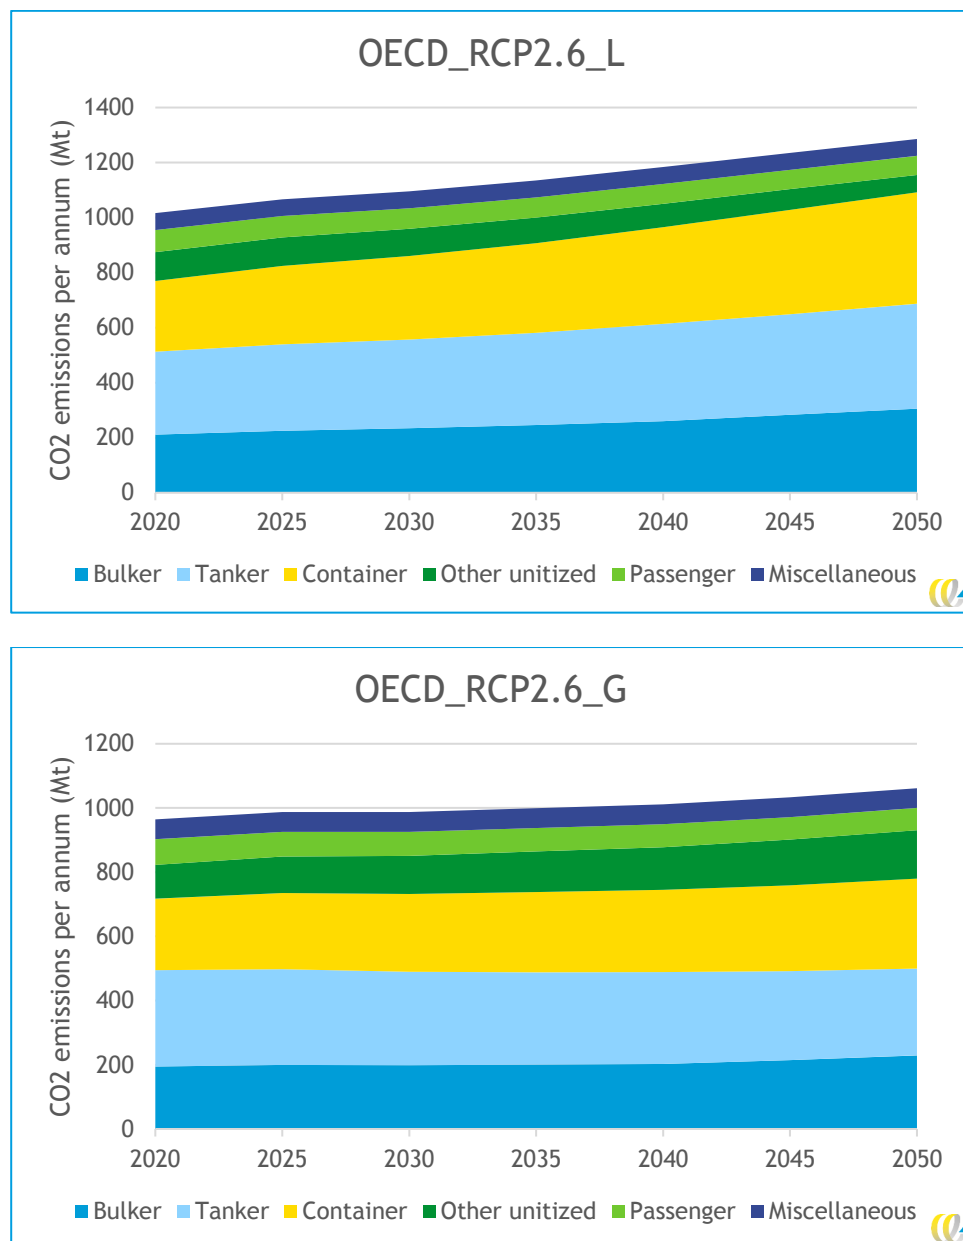 OECD_RCP2.6_L
CO2 emissions per annum (Mt)
1400
1200
1000
800
600
400
200
0
2020 2025 2030 2035 2040 2045 2050
Bulker Tanker Container Other unitized Passenger Miscellaneous
OECD_RCP2.6_G
CO2 emissions per annum (Mt)
1200
1000
800
600
400
200
0
2020 2025 2030 2035 2040 2045 2050
Bulker Tanker Container Other unitized Passenger Miscellaneous